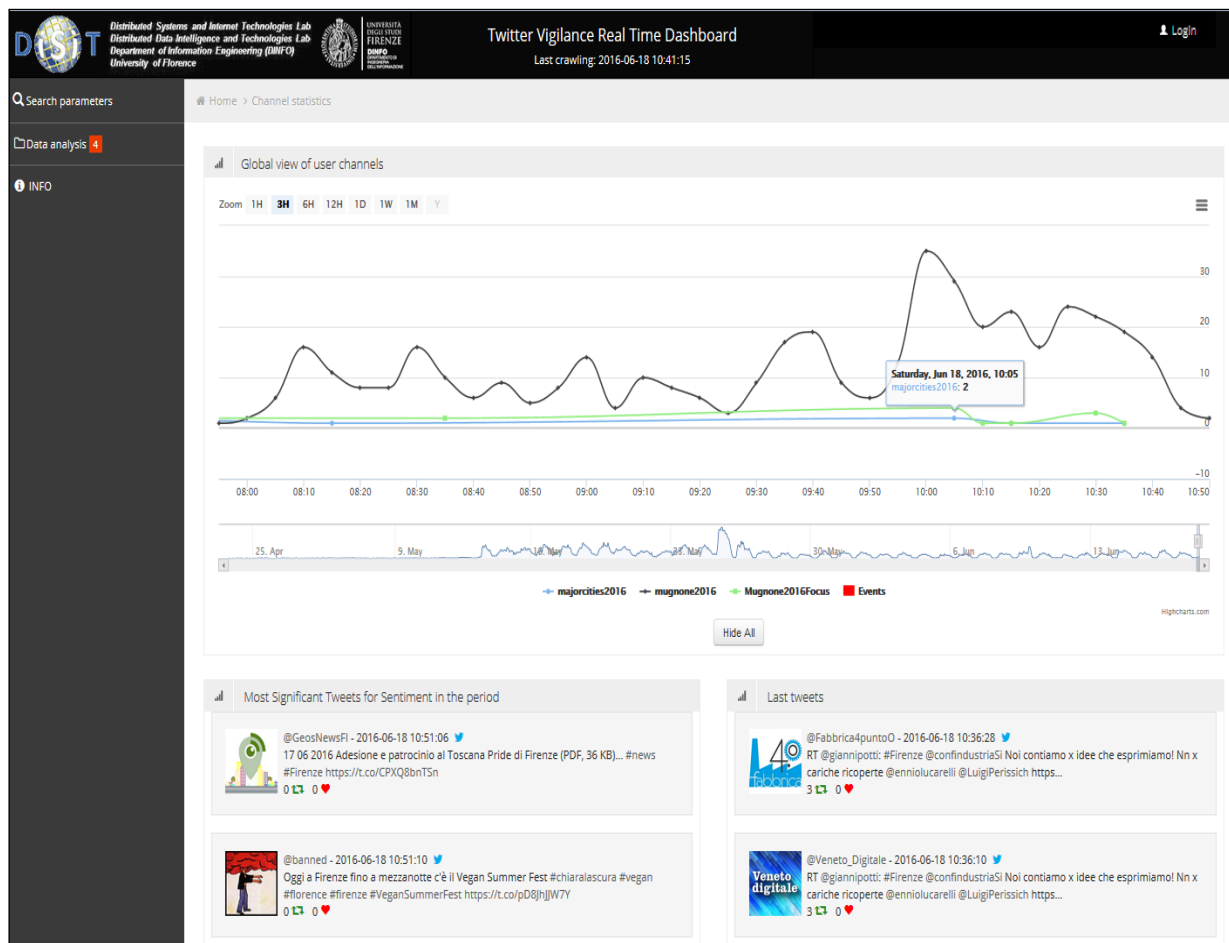 DISIT
Distributed Systems and Internet Technologies Lab
Distributed Data Intelligence and Technologies Lab
Department of Information Engineering (DINFO)
University of Florence
UNIVERSITÀ
DEGLI STUDI
FIRENZE
DINFO
DIPARTIMENTO DI
INGEGNERIA
DELL'INFORMAZIONE
Twitter Vigilance Real Time Dashboard
Last crawling: 2016-06-18 10:41:15
Login
Search parameters
Data analysis 4
INFO
Home > Channel statistics
Global view of user channels
Zoom 1H 3H 6H 12H 1D 1W 1M Y
30
20
10
0
-10
Saturday, Jun 18, 2016, 10:05
majorcities2016: 2
08:00 08:10 08:20 08:30 08:40 08:50 09:00 09:10 09:20 09:30 09:40 09:50 10:00 10:10 10:20 10:30 10:40 10:50
25. Apr 9. May 30. May 6. Jun 13. Jun
majorcities2016 mugnone2016 Mugnone2016Focus Events
Highcharts.com
Hide All
Most Significant Tweets for Sentiment in the period
@GeosNewsFI - 2016-06-18 10:51:06
17 06 2016 Adesione e patrocinio al Toscana Pride di Firenze (PDF, 36 KB)... #news
#Firenze https://t.co/CPXQ8bnTSn
0 0
@banned - 2016-06-18 10:51:10
Oggi a Firenze fino a mezzanotte c'è il Vegan Summer Fest #chiaralascura #vegan
#florence #firenze #VeganSummerFest https://t.co/pD8JhJJW7Y
0 0
Last tweets
4.0
fabbrica
@Fabbrica4puntoO - 2016-06-18 10:36:28
RT @giannipotti: #Firenze @confindustriaSi Noi contiamo x idee che esprimiamo! Nn x
cariche ricoperte @enniolucarelli @LuigiPerissich https...
3 0
Veneto
digitale
@Veneto_Digitale - 2016-06-18 10:36:10
RT @giannipotti: #Firenze @confindustriaSi Noi contiamo x idee che esprimiamo! Nn x
cariche ricoperte @enniolucarelli @LuigiPerissich https...
3 0